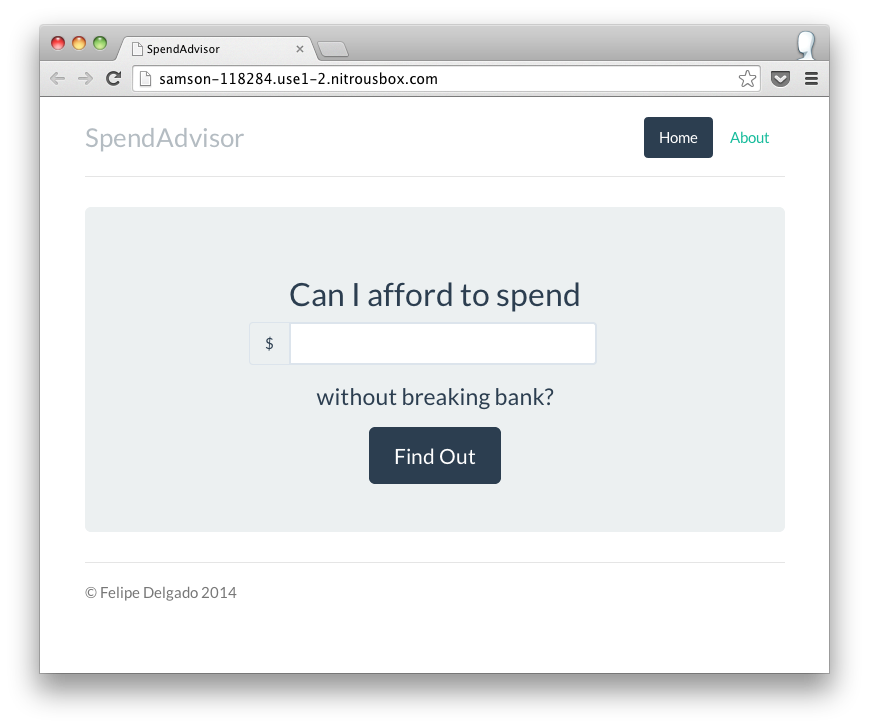 SpendAdvisor
samson-118284.use1-2.nitrousbox.com
SpendAdvisor
Home
About
Can I afford to spend
$
without breaking bank?
Find Out
© Felipe Delgado 2014